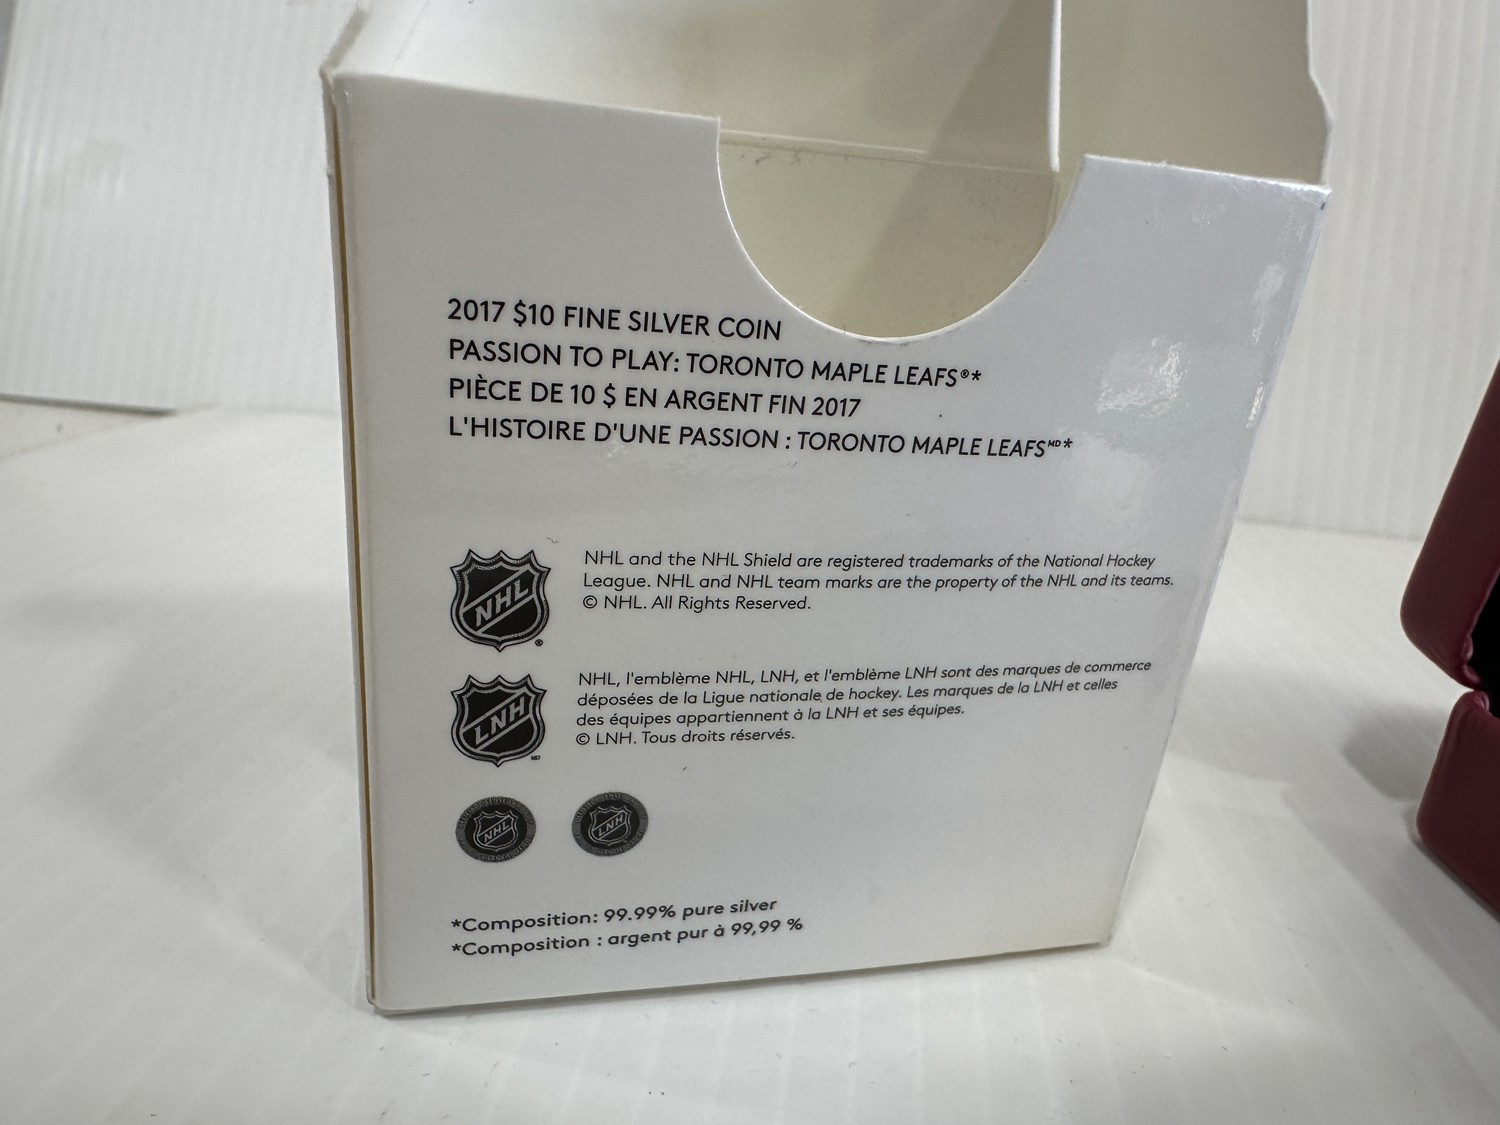 2017 $10 FINE SILVER COIN
PASSION TO PLAY: TORONTO MAPLE LEAFS®*
PIÈCE DE 10 $ EN ARGENT FIN 2017
L'HISTOIRE D'UNE PASSION : TORONTO MAPLE LEAFSᴹᴰ*
NHL
®
NHL and the NHL Shield are registered trademarks of the National Hockey
League. NHL and NHL team marks are the property of the NHL and its teams.
© NHL. All Rights Reserved.
LNH
MD
NHL, l'emblème NHL, LNH, et l'emblème LNH sont des marques de commerce
déposées de la Ligue nationale de hockey. Les marques de la LNH et celles
des équipes appartiennent à la LNH et ses équipes.
© LNH. Tous droits réservés.
NHL
LNH
*Composition: 99.99% pure silver
*Composition : argent pur à 99,99 %